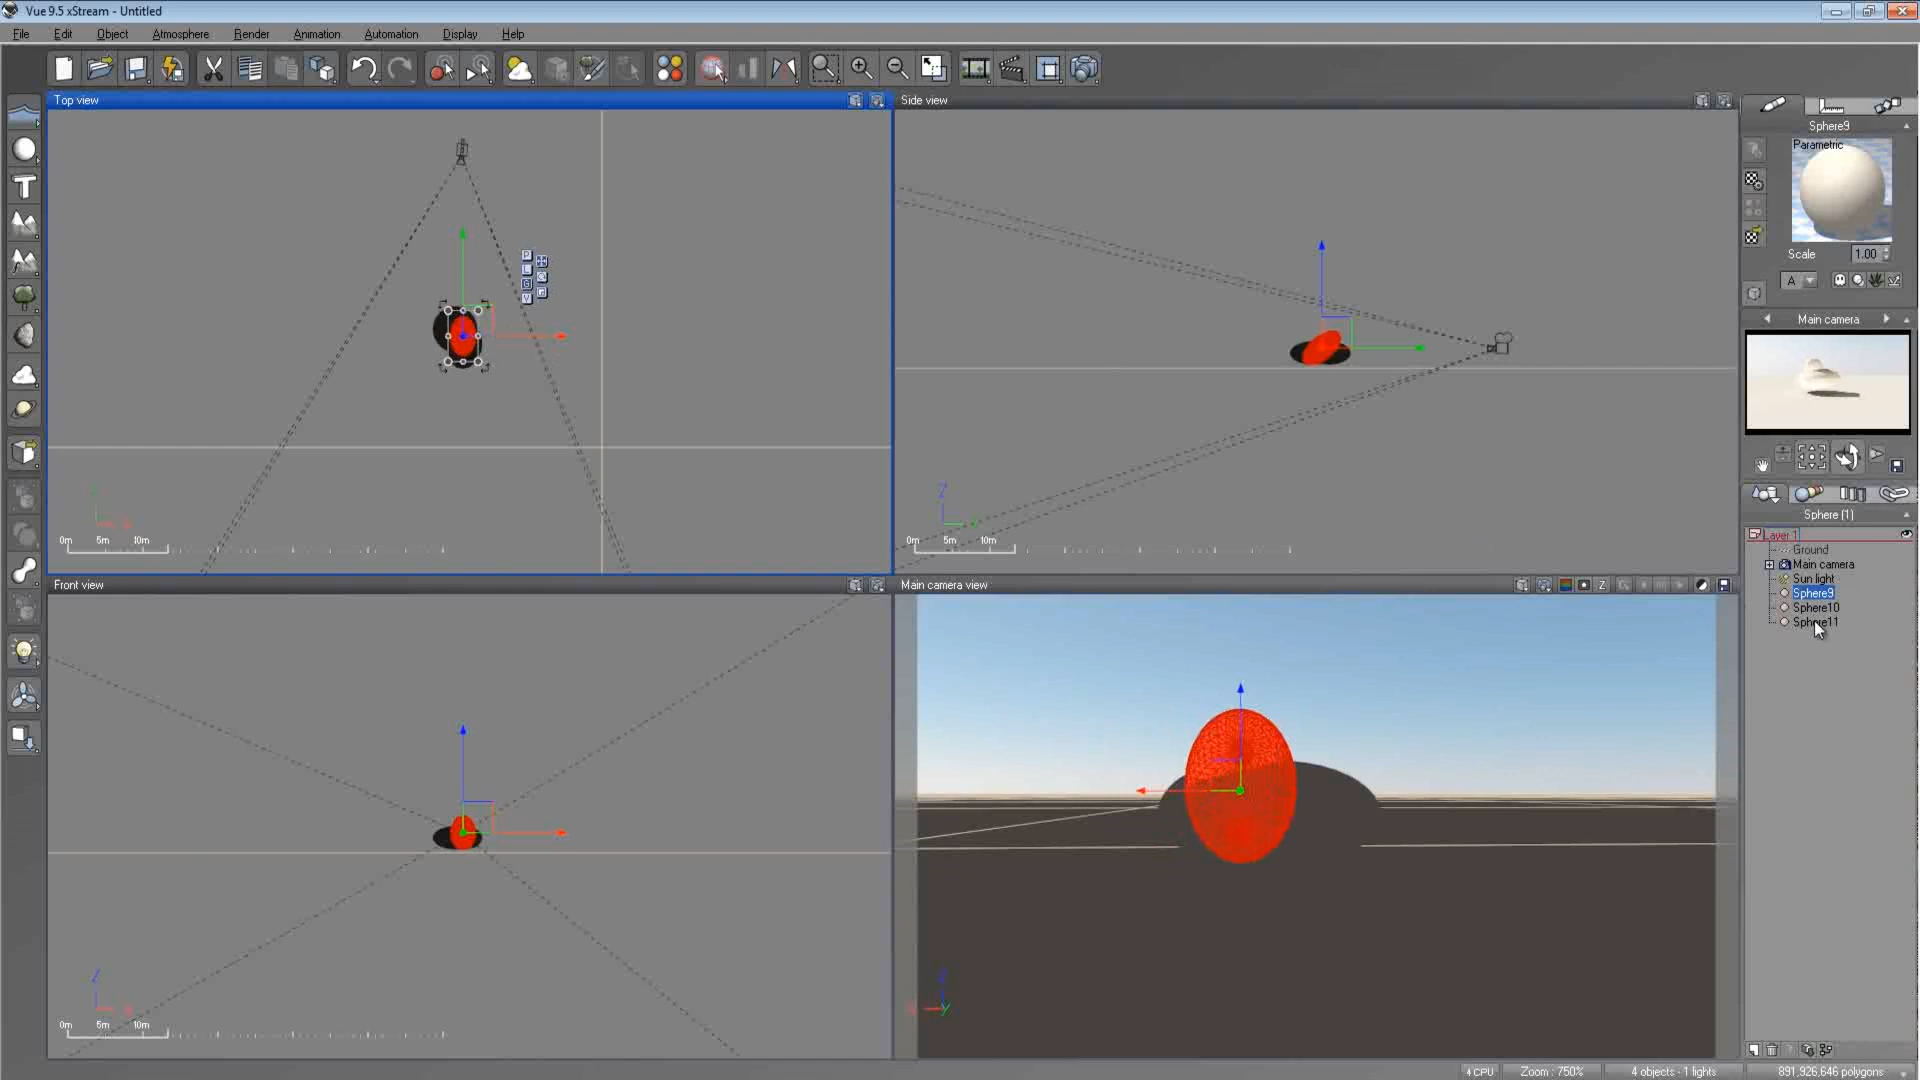 Vue 9.5 xStream - Untitled
File Edit Object Atmosphere Render Animation Automation Display Help
Top view
Side view
Sphere9
Parametric
Scale 1.00
A
Main camera
P
L
G
V
Z
0m 5m 10m
0m 5m 10m
Sphere (1)
Layer 1
Ground
Main camera
Sun light
Sphere9
Sphere10
Sphere11
Front view
Main camera view
Z
Z
Z
y
0m 5m 10m
4 CPU
Zoom : 750%
4 objects - 1 lights
891,926,646 polygons